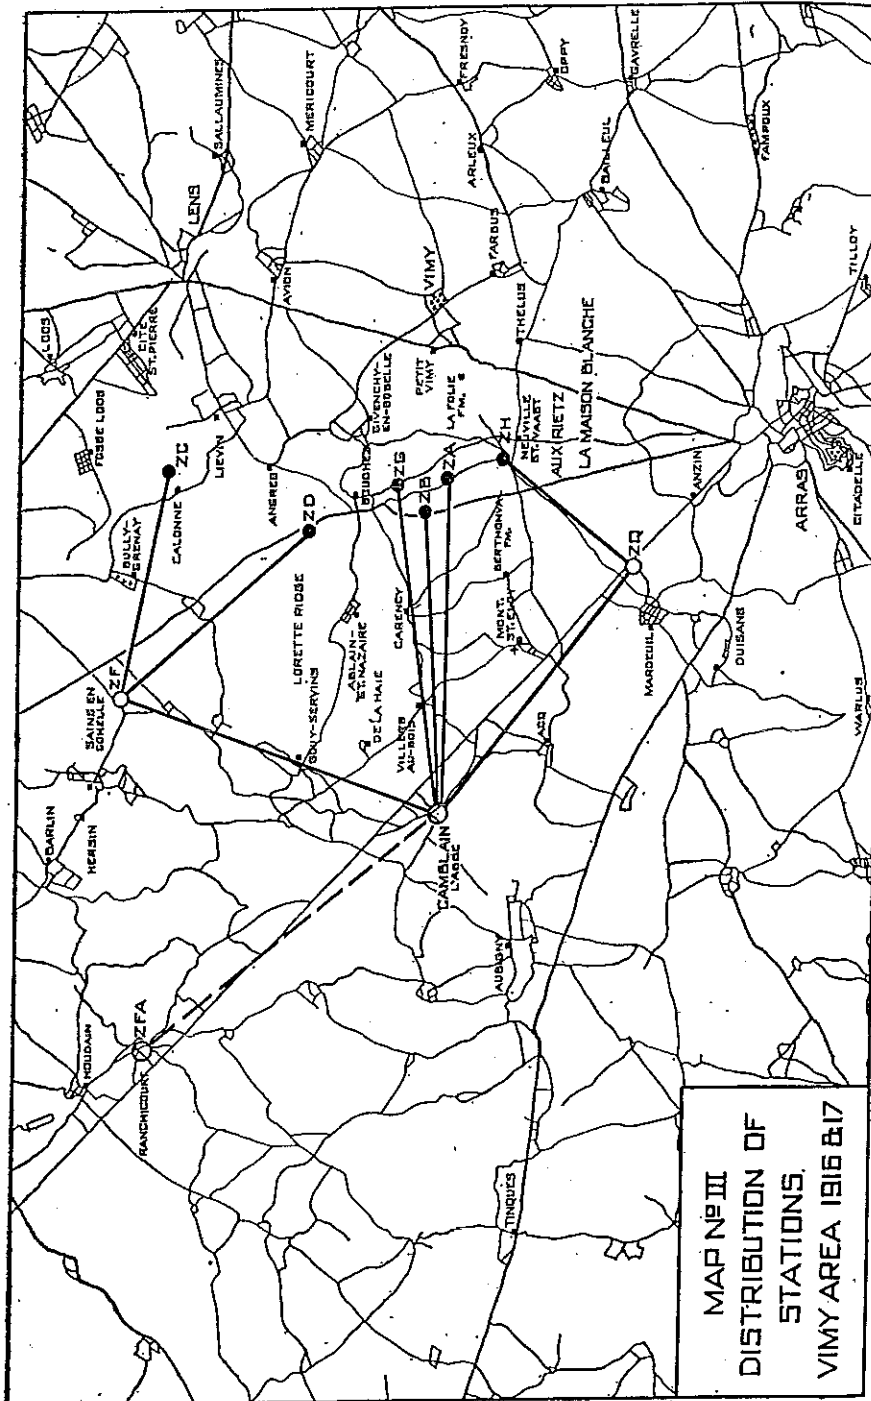 LOOS
FOSSE LOOS
CITÉ
ST. PIERRE
LENS
SALLAUMINES
MERICOURT
BULLY-
GRENAY
CALONNE
ZC
LIEVIN
AVION
ANGRES
ZD
SOUCHEZ
GIVENCHY-
EN-GOHELLE
PETIT
VIMY
VIMY
LA FOLIE
FM.
FRESNOY
OPPY
GAVRELLE
ARLEUX
BAILLEUL
FARBUS
THELUS
FAMPOUX
TILLOY
ZG
ZB
ZA
ZH
NEUVILLE
ST. VAAST
AUX RIETZ
LA MAISON BLANCHE
ANZIN
ARRAS
CITADELLE
BERTHONVAL
FM.
MONT.
ST. ELOY
CARENCY
ABLAIN-
ST. NAZAIRE
LORETTE RIDGE
GOUY-SERVINS
DE LA HAIE
VILLERS
AU-BOIS
ACQ
ZQ
MAROEUIL
DUISANS
WARLUS
ZF
SAINS EN
GOHELLE
HERSIN
BARLIN
CAMBLAIN
L'ABBE
AUBIGNY
HOUDAIN
ZFA
RANCHICOURT
TINQUES
MAP Nº III
DISTRIBUTION OF
STATIONS.
VIMY AREA 1916 &17